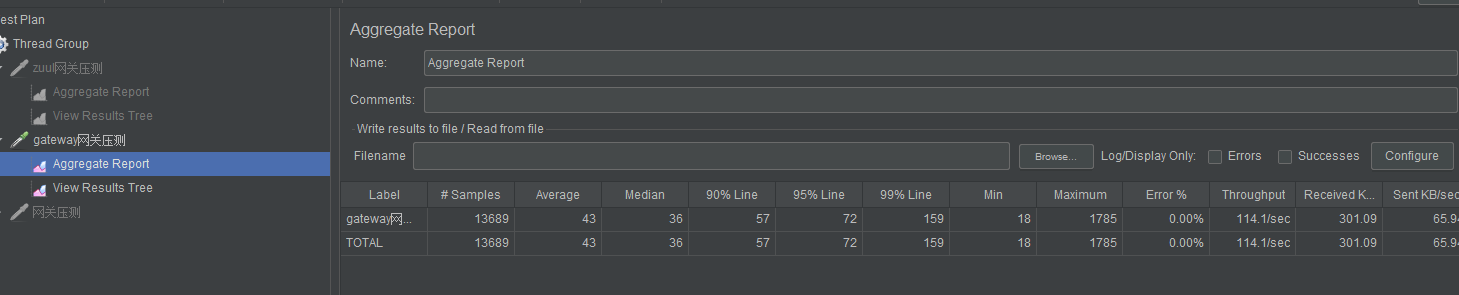 est Plan
Thread Group
zuul网关压测
Aggregate Report
View Results Tree
gateway网关压测
Aggregate Report
View Results Tree
网关压测
Aggregate Report
Name: Aggregate Report
Comments:
Write results to file / Read from file
Filename Browse... Log/Display Only: Errors Successes Configure
Label # Samples Average Median 90% Line 95% Line 99% Line Min Maximum Error % Throughput Received K... Sent KB/sec
gateway网... 13689 43 36 57 72 159 18 1785 0.00% 114.1/sec 301.09 65.94
TOTAL 13689 43 36 57 72 159 18 1785 0.00% 114.1/sec 301.09 65.94